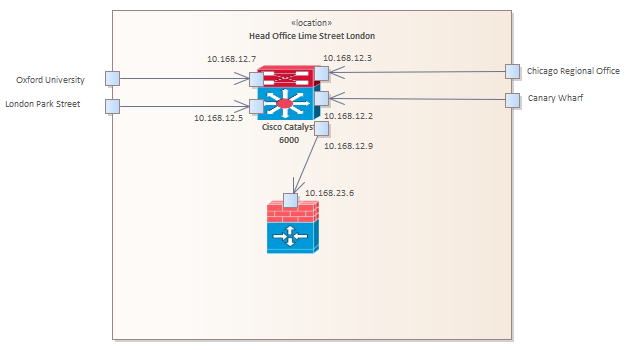 «location»
Head Office Lime Street London
10.168.12.7
10.168.12.3
Oxford University
Chicago Regional Office
London Park Street
Canary Wharf
10.168.12.5
10.168.12.2
Cisco Catalyst
6000
10.168.12.9
10.168.23.6